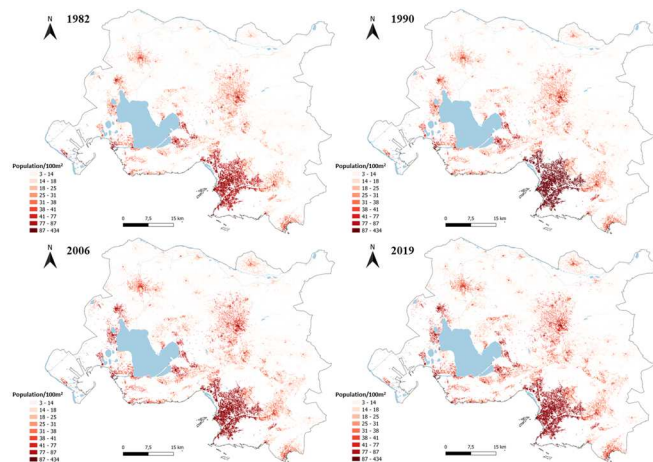 N
1982
Population/100m²
3 - 14
14 - 18
18 - 25
25 - 31
31 - 38
38 - 41
41 - 77
77 - 87
87 - 434
0 7,5 15 km
N
1990
Population/100m²
3 - 14
14 - 18
18 - 25
25 - 31
31 - 38
38 - 41
41 - 77
77 - 87
87 - 434
0 7,5 15 km
N
2006
Population/100m²
3 - 14
14 - 18
18 - 25
25 - 31
31 - 38
38 - 41
41 - 77
77 - 87
87 - 434
0 7,5 15 km
N
2019
Population/100m²
3 - 14
14 - 18
18 - 25
25 - 31
31 - 38
38 - 41
41 - 77
77 - 87
87 - 434
0 7,5 15 km